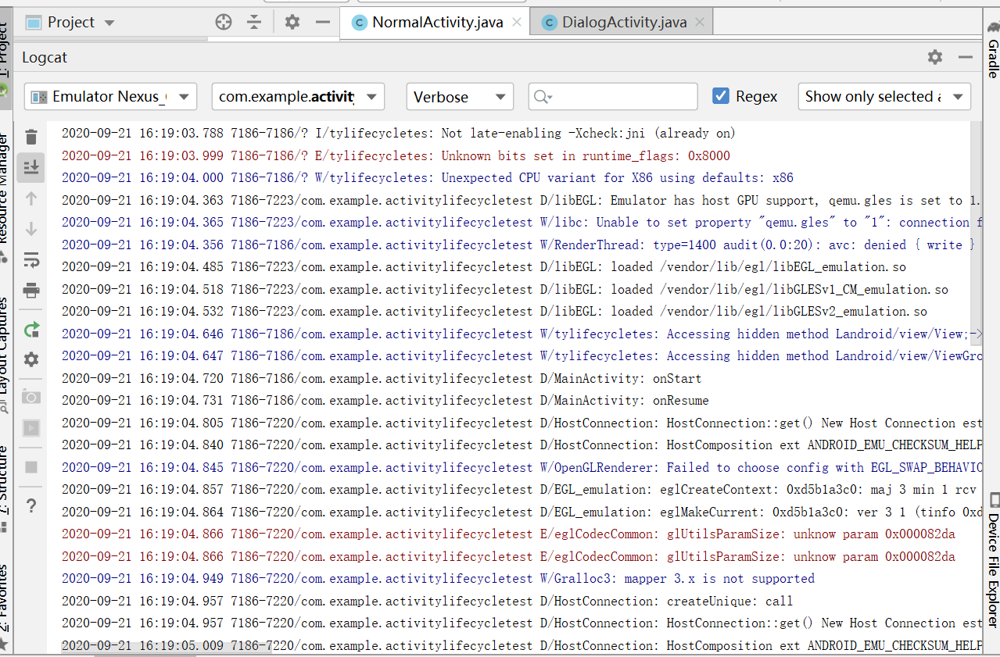 Project
NormalActivity.java
DialogActivity.java
1: Project
Resource Manager
Layout Captures
7: Structure
2: Favorites
Gradle
Device File Explorer
Logcat
Emulator Nexus_
com.example.activity
Verbose
Regex
Show only selected a
2020-09-21 16:19:03.788 7186-7186/? I/tylifecycletes: Not late-enabling -Xcheck:jni (already on)
2020-09-21 16:19:03.999 7186-7186/? E/tylifecycletes: Unknown bits set in runtime_flags: 0x8000
2020-09-21 16:19:04.000 7186-7186/? W/tylifecycletes: Unexpected CPU variant for X86 using defaults: x86
2020-09-21 16:19:04.363 7186-7223/com.example.activitylifecycletest D/libEGL: Emulator has host GPU support, qemu.gles is set to 1.
2020-09-21 16:19:04.365 7186-7223/com.example.activitylifecycletest W/libc: Unable to set property "qemu.gles" to "1": connection f
2020-09-21 16:19:04.356 7186-7186/com.example.activitylifecycletest W/RenderThread: type=1400 audit(0.0:20): avc: denied { write }
2020-09-21 16:19:04.485 7186-7223/com.example.activitylifecycletest D/libEGL: loaded /vendor/lib/egl/libEGL_emulation.so
2020-09-21 16:19:04.518 7186-7223/com.example.activitylifecycletest D/libEGL: loaded /vendor/lib/egl/libGLESv1_CM_emulation.so
2020-09-21 16:19:04.532 7186-7223/com.example.activitylifecycletest D/libEGL: loaded /vendor/lib/egl/libGLESv2_emulation.so
2020-09-21 16:19:04.646 7186-7186/com.example.activitylifecycletest W/tylifecycletes: Accessing hidden method Landroid/view/View;->
2020-09-21 16:19:04.647 7186-7186/com.example.activitylifecycletest W/tylifecycletes: Accessing hidden method Landroid/view/ViewGro
2020-09-21 16:19:04.720 7186-7186/com.example.activitylifecycletest D/MainActivity: onStart
2020-09-21 16:19:04.731 7186-7186/com.example.activitylifecycletest D/MainActivity: onResume
2020-09-21 16:19:04.805 7186-7220/com.example.activitylifecycletest D/HostConnection: HostConnection::get() New Host Connection est
2020-09-21 16:19:04.840 7186-7220/com.example.activitylifecycletest D/HostConnection: HostComposition ext ANDROID_EMU_CHECKSUM_HELP
2020-09-21 16:19:04.845 7186-7220/com.example.activitylifecycletest W/OpenGLRenderer: Failed to choose config with EGL_SWAP_BEHAVIO
2020-09-21 16:19:04.857 7186-7220/com.example.activitylifecycletest D/EGL_emulation: eglCreateContext: 0xd5b1a3c0: maj 3 min 1 rcv
2020-09-21 16:19:04.864 7186-7220/com.example.activitylifecycletest D/EGL_emulation: eglMakeCurrent: 0xd5b1a3c0: ver 3 1 (tinfo 0xd
2020-09-21 16:19:04.866 7186-7220/com.example.activitylifecycletest E/eglCodecCommon: glUtilsParamSize: unknow param 0x000082da
2020-09-21 16:19:04.866 7186-7220/com.example.activitylifecycletest E/eglCodecCommon: glUtilsParamSize: unknow param 0x000082da
2020-09-21 16:19:04.949 7186-7220/com.example.activitylifecycletest W/Gralloc3: mapper 3.x is not supported
2020-09-21 16:19:04.957 7186-7220/com.example.activitylifecycletest D/HostConnection: createUnique: call
2020-09-21 16:19:04.957 7186-7220/com.example.activitylifecycletest D/HostConnection: HostConnection::get() New Host Connection est
2020-09-21 16:19:05.009 7186-7220/com.example.activitylifecycletest D/HostConnection: HostComposition ext ANDROID_EMU_CHECKSUM_HELP